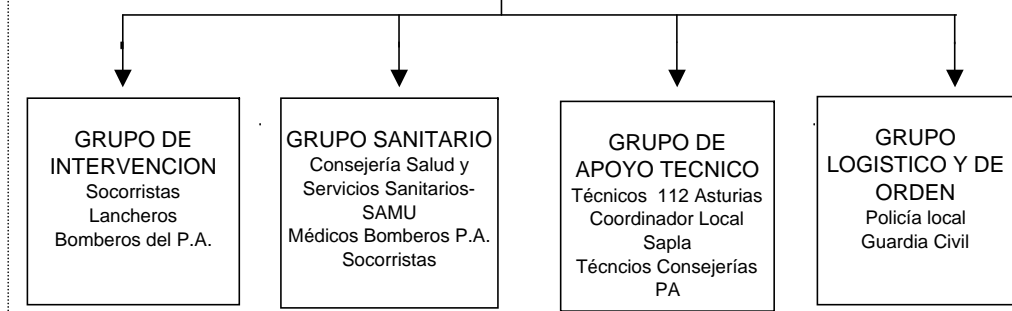 GRUPO DE
INTERVENCION
Socorristas
Lancheros
Bomberos del P.A.
GRUPO SANITARIO
Consejería Salud y
Servicios Sanitarios-
SAMU
Médicos Bomberos P.A.
Socorristas
GRUPO DE
APOYO TECNICO
Técnicos 112 Asturias
Coordinador Local
Sapla
Técncios Consejerías
PA
GRUPO
LOGISTICO Y DE
ORDEN
Policía local
Guardia Civil